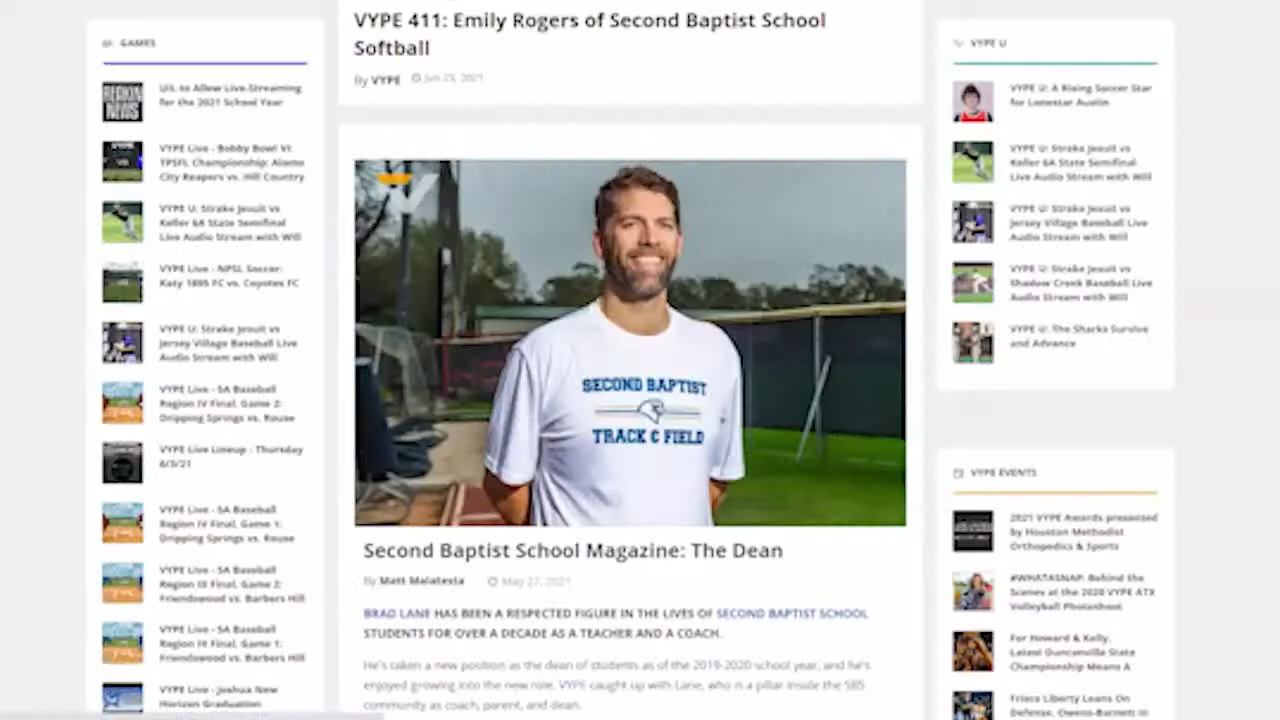 GAMES
UIL to Allow Live-Streaming
for the 2021 School Year
VYPE Live - Bobby Bowl VI:
TPSFL Championship: Alamo
City Reapers vs. Hill Country
VYPE U: Strake Jesuit vs
Keller 6A State Semifinal
Live Audio Stream with Will
VYPE Live - NPSL Soccer:
Katy 1895 FC vs. Coyotes FC
VYPE U: Strake Jesuit vs
Jersey Village Baseball Live
Audio Stream with Will
VYPE Live - 5A Baseball
Region IV Final, Game 2:
Dripping Springs vs. Rouse
VYPE Live Lineup - Thursday
6/3/21
VYPE Live - 5A Baseball
Region IV Final, Game 1:
Dripping Springs vs. Rouse
VYPE Live - 5A Baseball
Region III Final, Game 2:
Friendswood vs. Barbers Hill
VYPE Live - 5A Baseball
Region III Final, Game 1:
Friendswood vs. Barbers Hill
VYPE Live - Joshua New
Horizon Graduation
VYPE 411: Emily Rogers of Second Baptist School
Softball
By VYPE Jun 23, 2021
SECOND BAPTIST
TRACK & FIELD
Second Baptist School Magazine: The Dean
By Matt Malatesta May 27, 2021
BRAD LANE HAS BEEN A RESPECTED FIGURE IN THE LIVES OF SECOND BAPTIST SCHOOL
STUDENTS FOR OVER A DECADE AS A TEACHER AND A COACH.
He's taken a new position as the dean of students as of the 2019-2020 school year, and he's
enjoyed growing into the new role. VYPE caught up with Lane, who is a pillar inside the SBS
community as coach, parent, and dean.
VYPE U
VYPE U: A Rising Soccer Star
for Lonestar Austin
VYPE U: Strake Jesuit vs
Keller 6A State Semifinal
Live Audio Stream with Will
VYPE U: Strake Jesuit vs
Jersey Village Baseball Live
Audio Stream with Will
VYPE U: Strake Jesuit vs
Shadow Creek Baseball Live
Audio Stream with Will
VYPE U: The Sharks Survive
and Advance
VYPE EVENTS
2021 VYPE Awards presented
by Houston Methodist
Orthopedics & Sports
#WHATASNAP: Behind the
Scenes at the 2020 VYPE ATX
Volleyball Photoshoot
For Howard & Kelly,
Latest Duncanville State
Championship Means A
Frisco Liberty Leans On
Defense, Owens-Barnett In